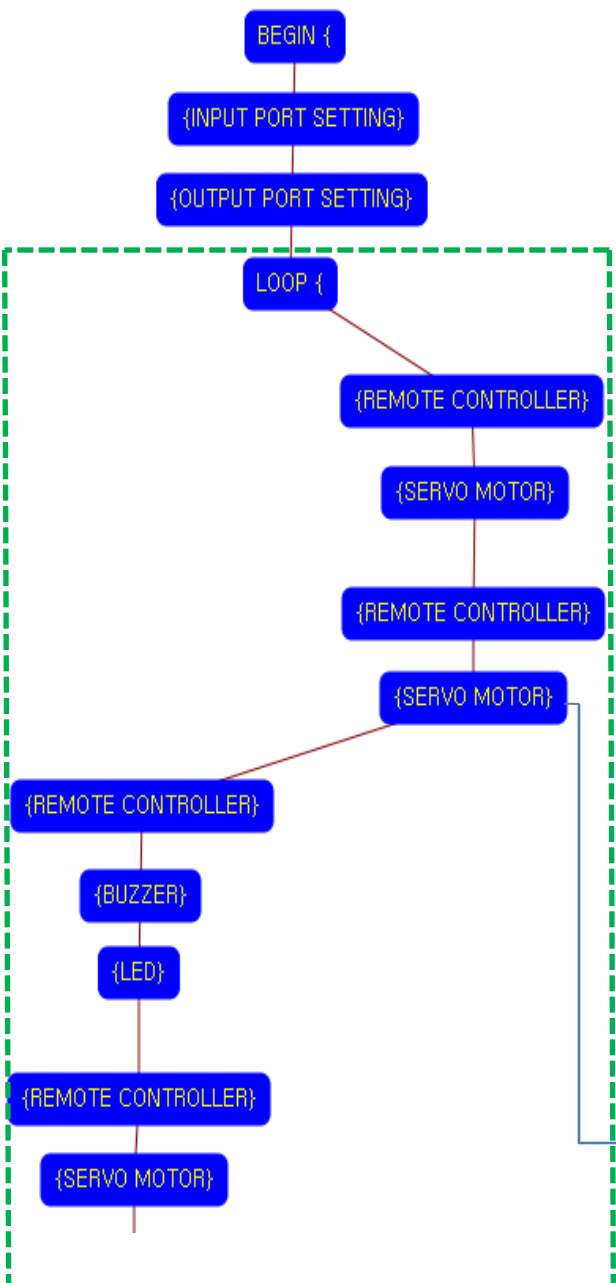 BEGIN {
{INPUT PORT SETTING}
{OUTPUT PORT SETTING}
LOOP {
{REMOTE CONTROLLER}
{SERVO MOTOR}
{REMOTE CONTROLLER}
{SERVO MOTOR}
{REMOTE CONTROLLER}
{BUZZER}
{LED}
{REMOTE CONTROLLER}
{SERVO MOTOR}